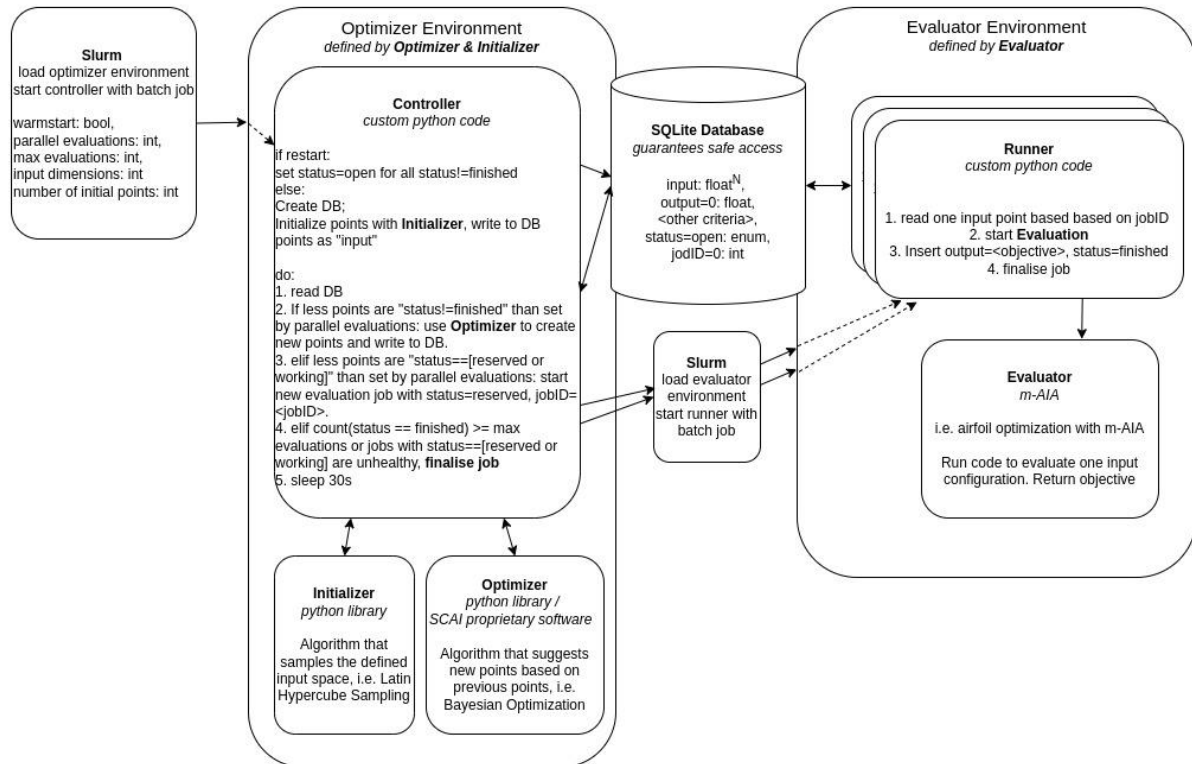 Slurm
load optimizer environment
start controller with batch job
warmstart: bool,
parallel evaluations: int,
max evaluations: int,
input dimensions: int
number of initial points: int
Optimizer Environment
defined by Optimizer & Initializer
Controller
custom python code
if restart:
set status=open for all status!=finished
else:
Create DB;
Initialize points with Initializer, write to DB
points as "input"
do:
1. read DB
2. If less points are "status!=finished" than set
by parallel evaluations: use Optimizer to create
new points and write to DB.
3. elif less points are "status==[reserved or
working]" than set by parallel evaluations: start
new evaluation job with status=reserved, jobID=
<jobID>.
4. elif count(status == finished) >= max
evaluations or jobs with status==[reserved or
working] are unhealthy, finalise job
5. sleep 30s
Initializer
python library
Algorithm that
samples the defined
input space, i.e. Latin
Hypercube Sampling
Optimizer
python library /
SCAI proprietary software
Algorithm that suggests
new points based on
previous points, i.e.
Bayesian Optimization
SQLite Database
guarantees safe access
input: float^N,
output=0: float,
<other criteria>,
status=open: enum,
jodID=0: int
Slurm
load evaluator
environment
start runner with
batch job
Evaluator Environment
defined by Evaluator
Runner
custom python code
1. read one input point based based on jobID
2. start Evaluation
3. Insert output=<objective>, status=finished
4. finalise job
Evaluator
m-AIA
i.e. airfoil optimization with m-AIA
Run code to evaluate one input
configuration. Return objective